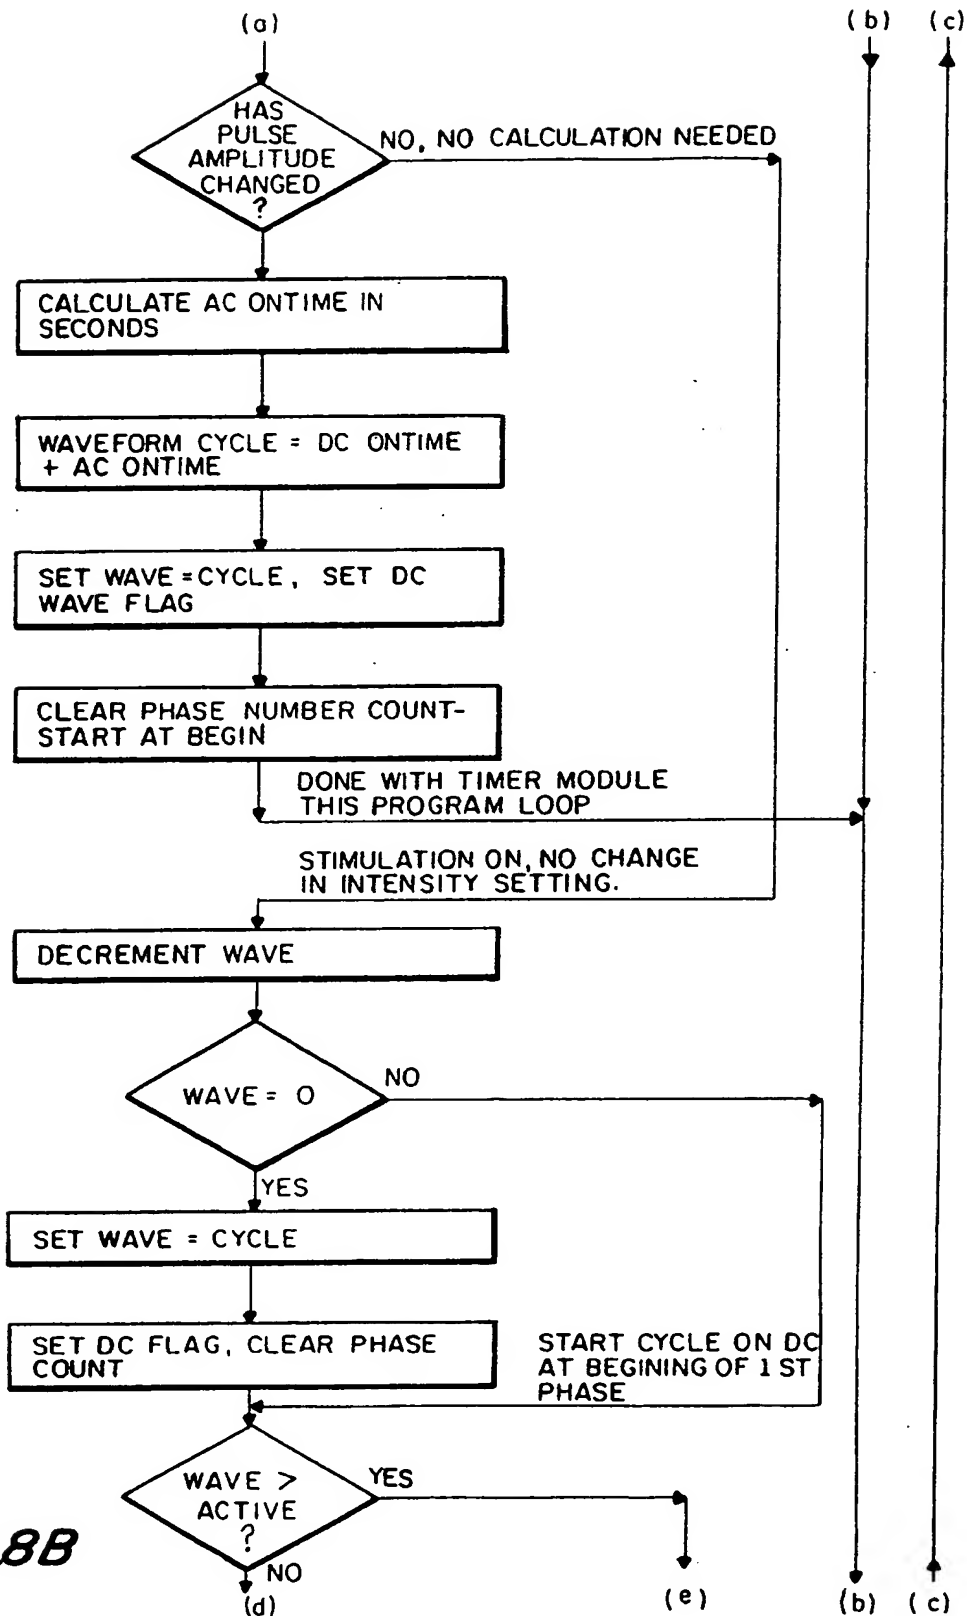 (a)
(b)
(c)
HAS
PULSE
AMPLITUDE
CHANGED
?
NO, NO CALCULATION NEEDED
CALCULATE AC ONTIME IN
SECONDS
WAVEFORM CYCLE = DC ONTIME
+ AC ONTIME
SET WAVE = CYCLE, SET DC
WAVE FLAG
CLEAR PHASE NUMBER COUNT-
START AT BEGIN
DONE WITH TIMER MODULE
THIS PROGRAM LOOP
STIMULATION ON, NO CHANGE
IN INTENSITY SETTING.
DECREMENT WAVE
WAVE = 0
NO
YES
SET WAVE = CYCLE
SET DC FLAG, CLEAR PHASE
COUNT
START CYCLE ON DC
AT BEGINING OF 1 ST
PHASE
WAVE >
ACTIVE
?
YES
NO
8B
(d)
(e)
(b)
(c)